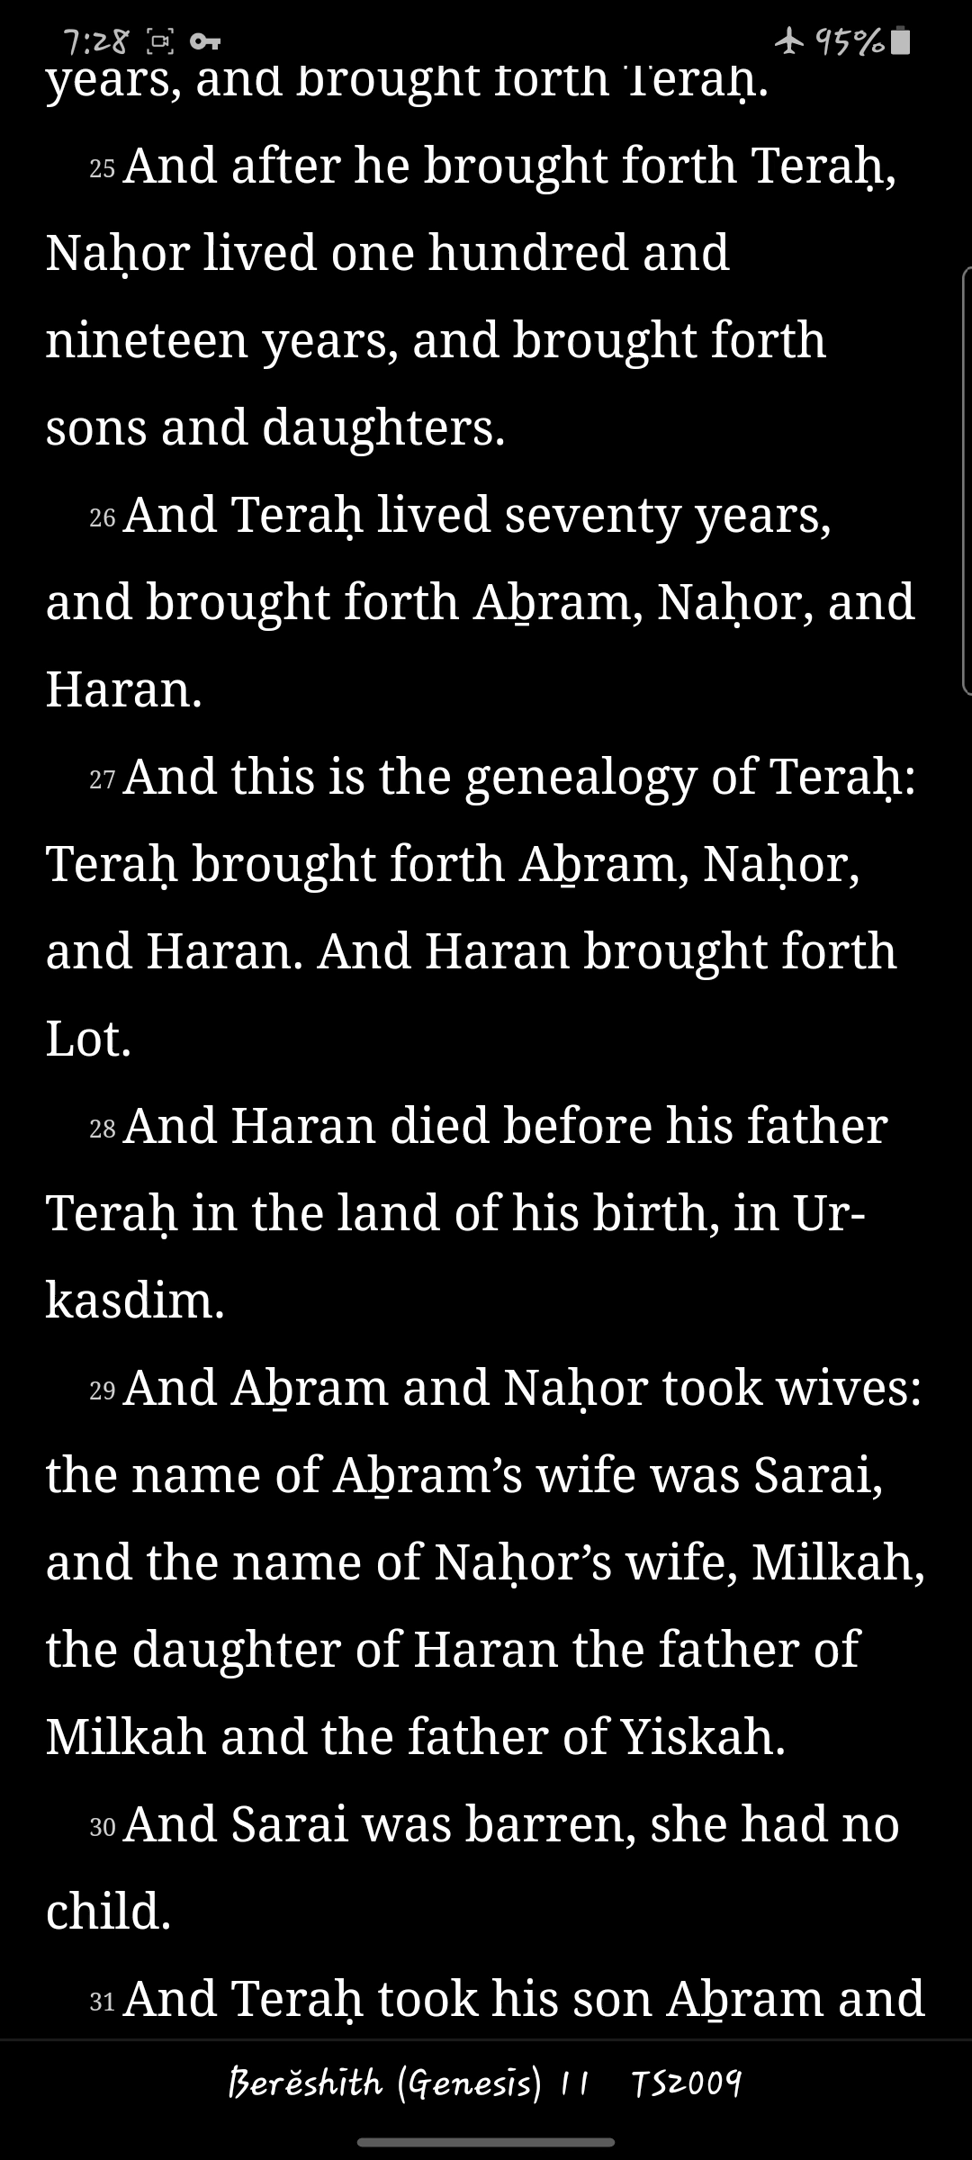 7:28 95%
years, and brought forth Teraḥ.
25 And after he brought forth Teraḥ,
Naḥor lived one hundred and
nineteen years, and brought forth
sons and daughters.
26 And Teraḥ lived seventy years,
and brought forth Aḇram, Naḥor, and
Haran.
27 And this is the genealogy of Teraḥ:
Teraḥ brought forth Aḇram, Naḥor,
and Haran. And Haran brought forth
Lot.
28 And Haran died before his father
Teraḥ in the land of his birth, in Ur-
kasdim.
29 And Aḇram and Naḥor took wives:
the name of Aḇram’s wife was Sarai,
and the name of Naḥor’s wife, Milkah,
the daughter of Haran the father of
Milkah and the father of Yiskah.
30 And Sarai was barren, she had no
child.
31 And Teraḥ took his son Aḇram and
Berĕshith (Genesis) 11 TS2009